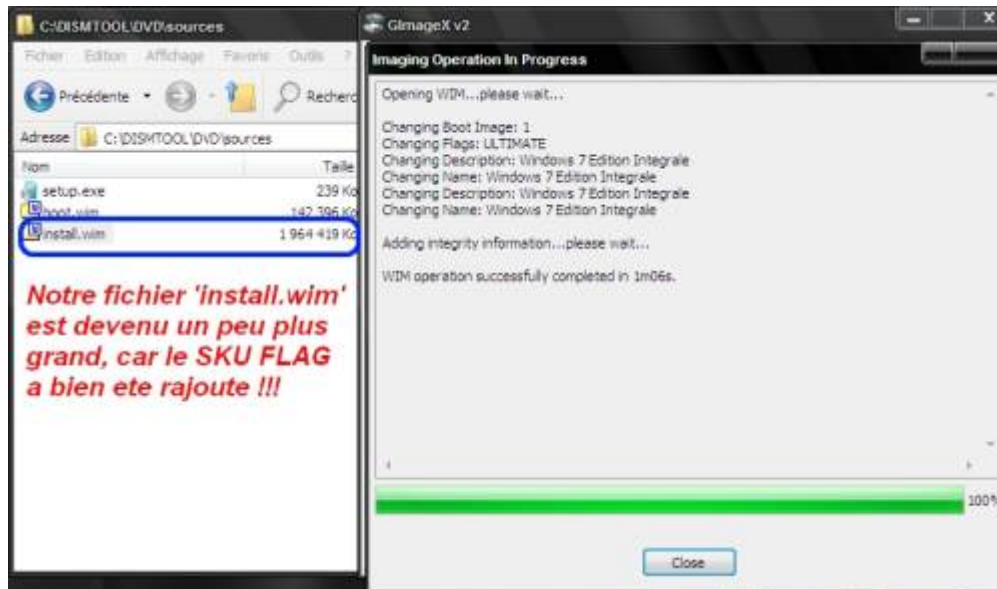 C:\DISMTOOL\DVD\sources
Fichier Edition Affichage Favoris Outils ?
Précédente
Recherc
Adresse C:\DISMTOOL\DVD\sources
Nom Taille
setup.exe 239 Ko
boot.wim 142 396 Ko
install.wim 1 964 419 Ko
Notre fichier 'install.wim'
est devenu un peu plus
grand, car le SKU FLAG
a bien ete rajoute !!!
GImageX v2
Imaging Operation In Progress
Opening WIM...please wait...
Changing Boot Image: 1
Changing Flags: ULTIMATE
Changing Description: Windows 7 Edition Integrale
Changing Name: Windows 7 Edition Integrale
Changing Description: Windows 7 Edition Integrale
Changing Name: Windows 7 Edition Integrale
Adding integrity information...please wait...
WIM operation successfully completed in 1m06s.
100%
Close